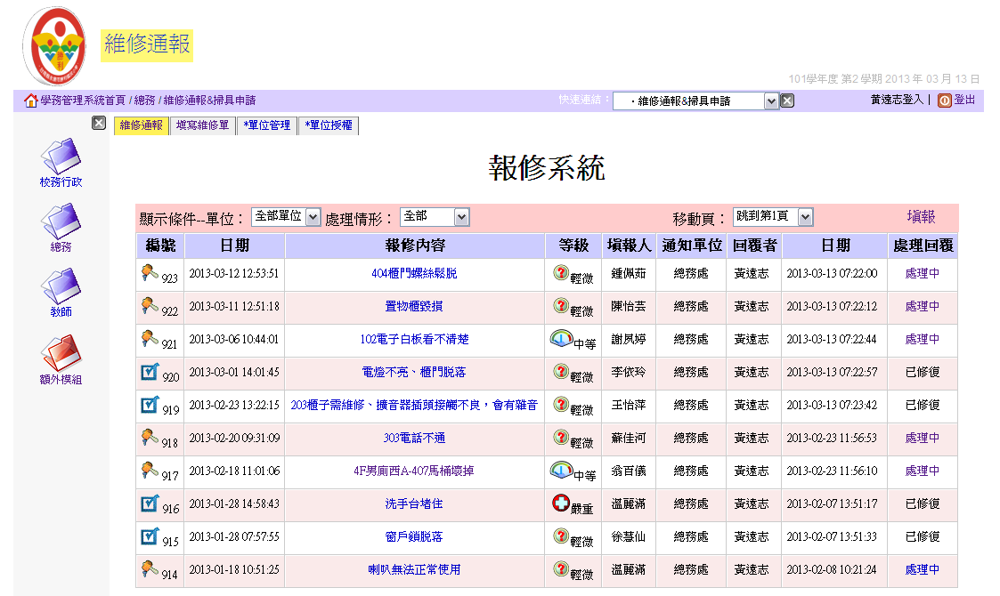 維修通報
101學年度 第2學期 2013 年 03 月 13 日
學務管理系統首頁 / 總務 / 維修通報&掃具申請 快速連結： ・維修通報&掃具申請 黃遠志登入 | 登出
維修通報 填寫維修單 *單位管理 *單位授權
校務行政
總務
教師
額外模組
報修系統
顯示條件--單位： 全部單位 處理情形： 全部 移動頁： 跳到第1頁 填報
編號 日期 報修內容 等級 填報人 通知單位 回覆者 日期 處理回覆
923 2013-03-12 12:53:51 404櫃門螺絲鬆脫 輕微 鍾佩茹 總務處 黃遠志 2013-03-13 07:22:00 處理中
922 2013-03-11 12:51:18 置物櫃毀損 輕微 陳怡芸 總務處 黃遠志 2013-03-13 07:22:12 處理中
921 2013-03-06 10:44:01 102電子白板看不清楚 中等 謝夙婷 總務處 黃遠志 2013-03-13 07:22:44 處理中
920 2013-03-01 14:01:45 電燈不亮、櫃門脫落 輕微 李依玲 總務處 黃遠志 2013-03-13 07:22:57 已修復
919 2013-02-23 13:22:15 203櫃子需維修、擴音器插頭接觸不良，會有雜音 輕微 王怡萍 總務處 黃遠志 2013-03-13 07:23:42 已修復
918 2013-02-20 09:31:09 303電話不通 輕微 蘇佳河 總務處 黃遠志 2013-02-23 11:56:53 處理中
917 2013-02-18 11:01:06 4F男廁西A-407馬桶壞掉 中等 翁百儀 總務處 黃遠志 2013-02-23 11:56:10 處理中
916 2013-01-28 14:58:43 洗手台堵住 嚴重 溫麗滿 總務處 黃遠志 2013-02-07 13:51:17 已修復
915 2013-01-28 07:57:55 窗戶鎖脫落 輕微 徐慧仙 總務處 黃遠志 2013-02-07 13:51:33 已修復
914 2013-01-18 10:51:25 喇叭無法正常使用 輕微 溫麗滿 總務處 黃遠志 2013-02-08 10:21:24 處理中